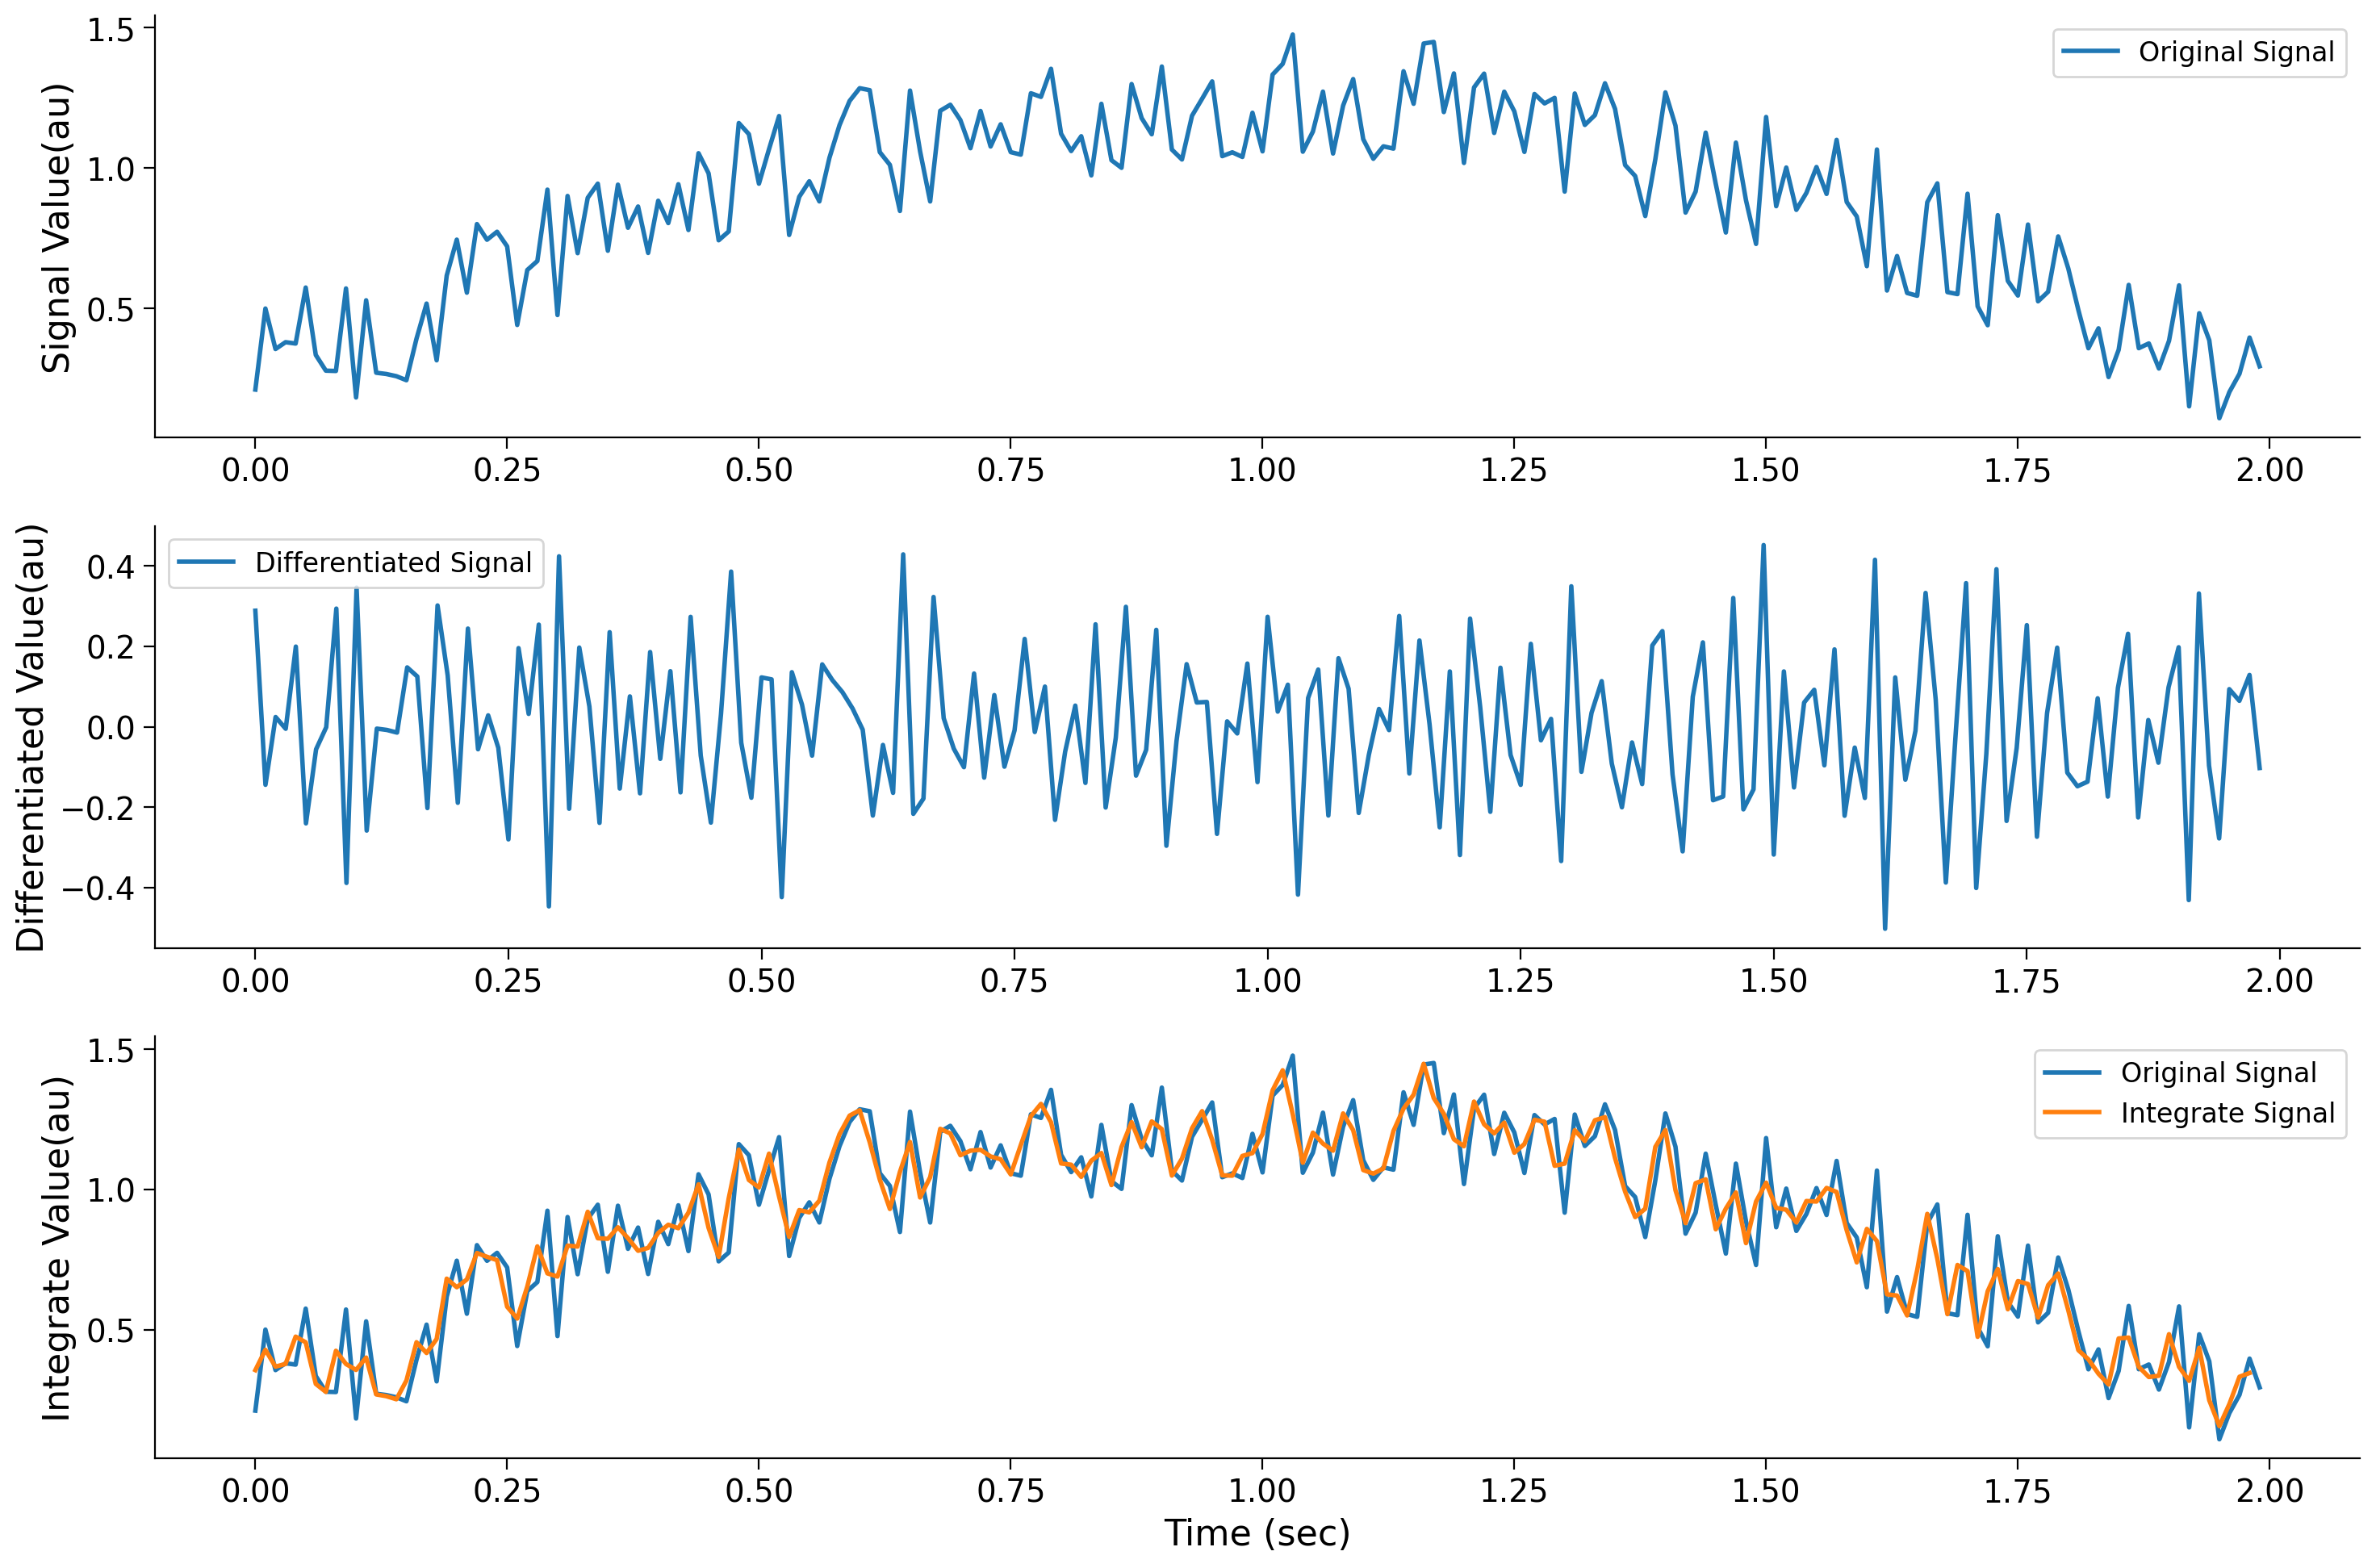 Signal Value(au)
1.5
1.0
0.5
Original Signal
0.00 0.25 0.50 0.75 1.00 1.25 1.50 1.75 2.00
Differentiated Value(au)
0.4
0.2
0.0
−0.2
−0.4
Differentiated Signal
0.00 0.25 0.50 0.75 1.00 1.25 1.50 1.75 2.00
Integrate Value(au)
1.5
1.0
0.5
Original Signal
Integrate Signal
0.00 0.25 0.50 0.75 1.00 1.25 1.50 1.75 2.00
Time (sec)